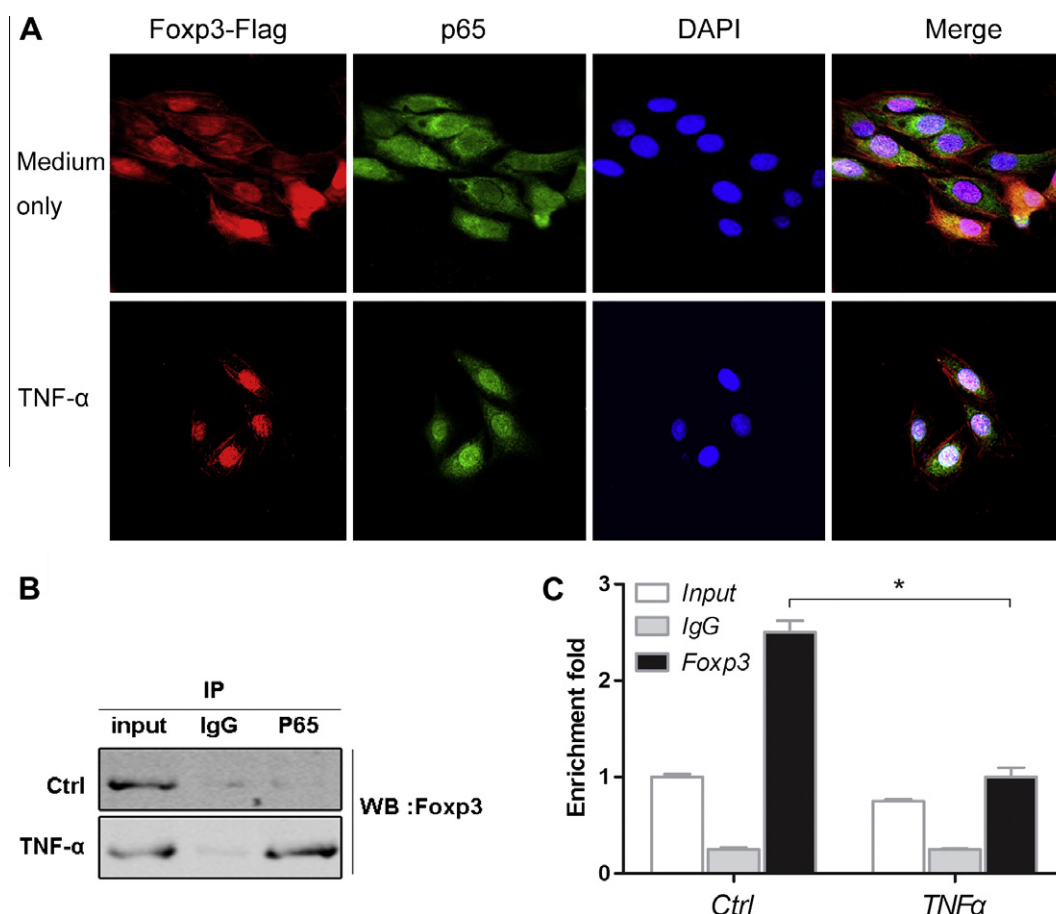 A
Foxp3-Flag p65 DAPI Merge
Medium
only
TNF-α
B
IP
input IgG P65
Ctrl
TNF-α
WB :Foxp3
C
Enrichment fold
3
2
1
0
Input
IgG
Foxp3
*
Ctrl TNFα